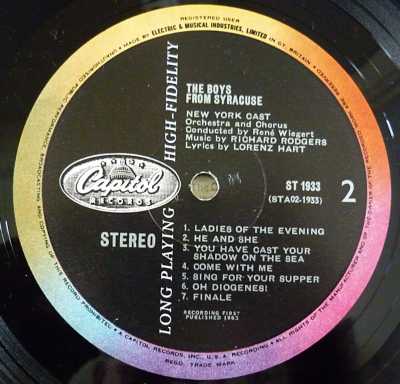 REGISTERED USER
MADE BY ELECTRIC & MUSICAL INDUSTRIES, LIMITED IN GT. BRITAIN
THE BOYS
FROM SYRACUSE
NEW YORK CAST
Orchestra and Chorus
Conducted by René Wiegert
Music by RICHARD RODGERS
Lyrics by LORENZ HART
LONG PLAYING HIGH-FIDELITY
Capitol
RECORDS
STEREO
ST 1933
(STA02-1933)
2
1. LADIES OF THE EVENING
2. HE AND SHE
3. YOU HAVE CAST YOUR
SHADOW ON THE SEA
4. COME WITH ME
5. SING FOR YOUR SUPPER
6. OH DIOGENES!
7. FINALE
RECORDING FIRST
PUBLISHED 1963
A CAPITOL RECORDS, INC., U.S.A. RECORDING
ALL RIGHTS OF THE
REGD. TRADE MARK